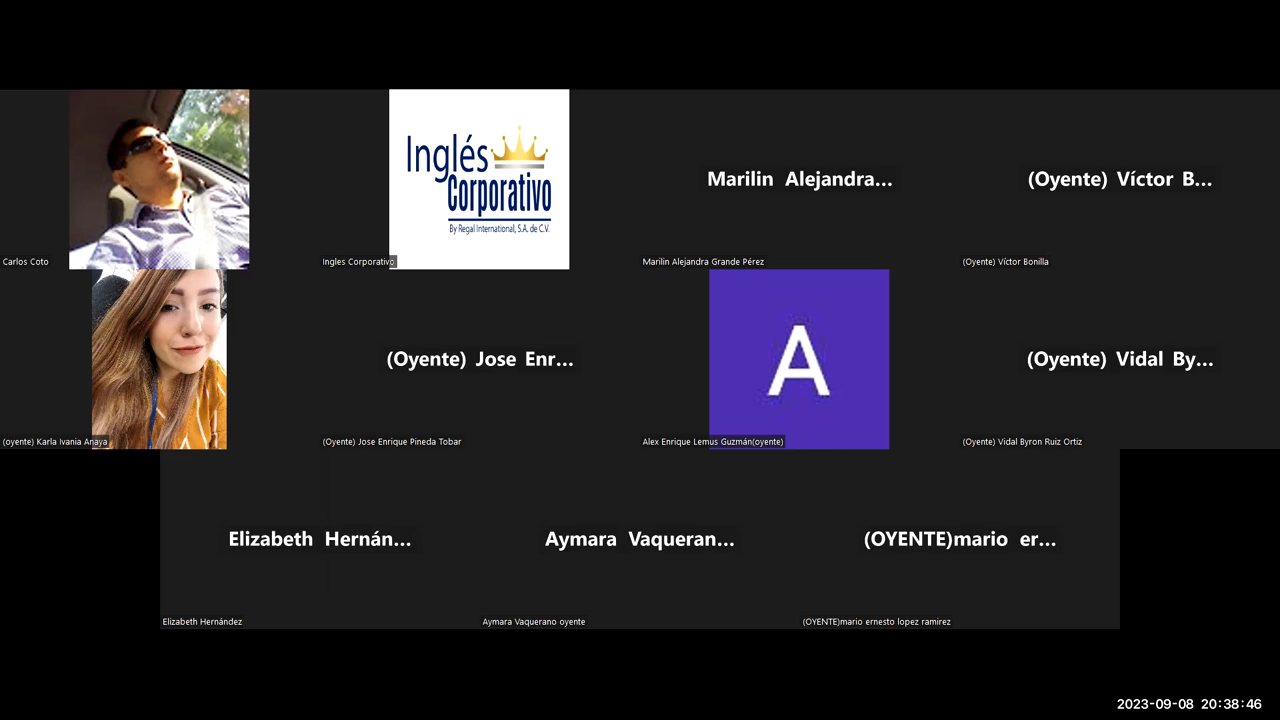 Inglés
Corporativo
By Regal International, S.A. de C.V.
Marilin Alejandra...
(Oyente) Víctor B...
Carlos Coto
Ingles Corporativo
Marilin Alejandra Grande Pérez
(Oyente) Víctor Bonilla
(Oyente) Jose Enr...
A
(Oyente) Vidal By...
(oyente) Karla Ivania Anaya
(Oyente) Jose Enrique Pineda Tobar
Alex Enrique Lemus Guzmán(oyente)
(Oyente) Vidal Byron Ruiz Ortiz
Elizabeth Hernán...
Aymara Vaqueran...
(OYENTE)mario er...
Elizabeth Hernández
Aymara Vaquerano oyente
(OYENTE)mario ernesto lopez ramirez
2023-09-08 20:38:46